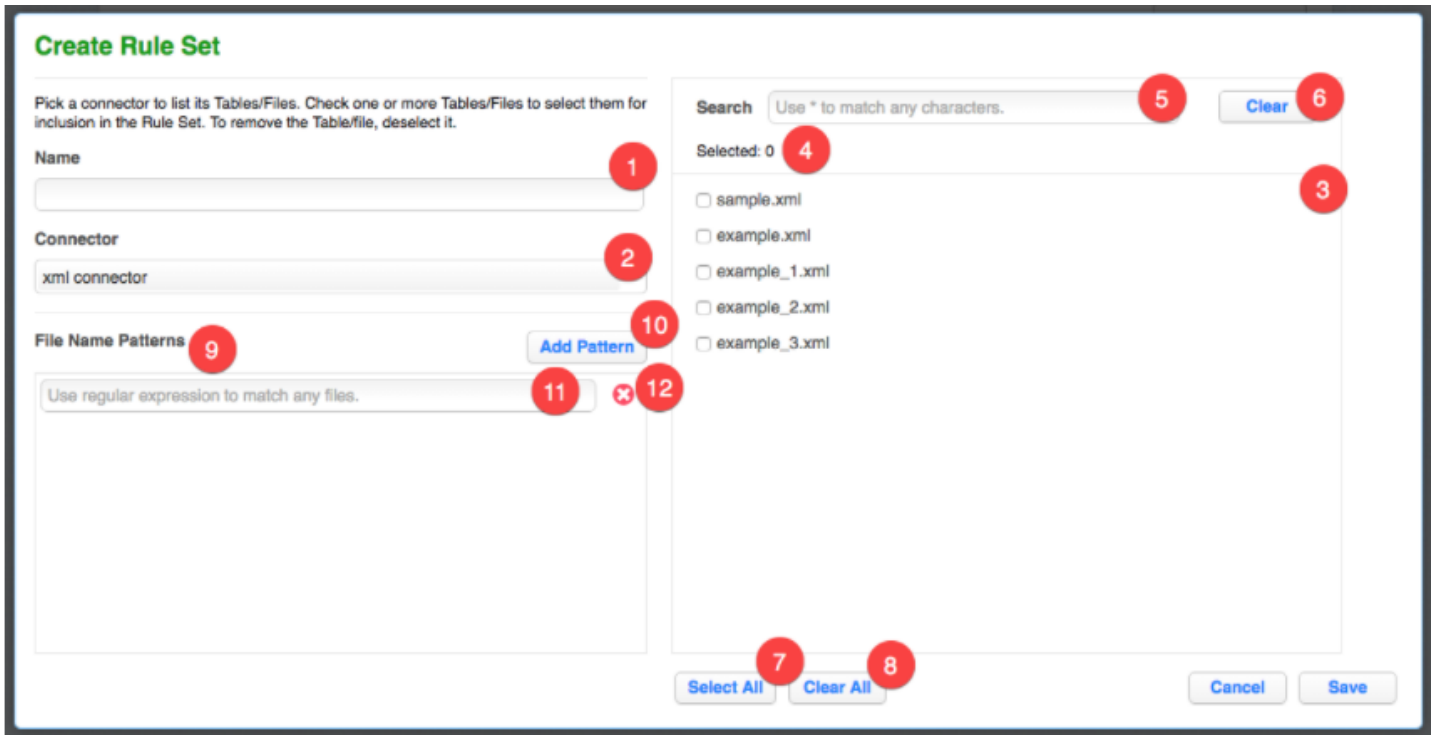 Create Rule Set
Pick a connector to list its Tables/Files. Check one or more Tables/Files to select them for
inclusion in the Rule Set. To remove the Table/file, deselect it.
Name
1
Connector
xml connector
2
File Name Patterns
9
Add Pattern
10
Use regular expression to match any files.
11
12
Search
Use * to match any characters.
5
Clear
6
Selected: 0
4
3
sample.xml
example.xml
example_1.xml
example_2.xml
example_3.xml
Select All
7
Clear All
8
Cancel
Save